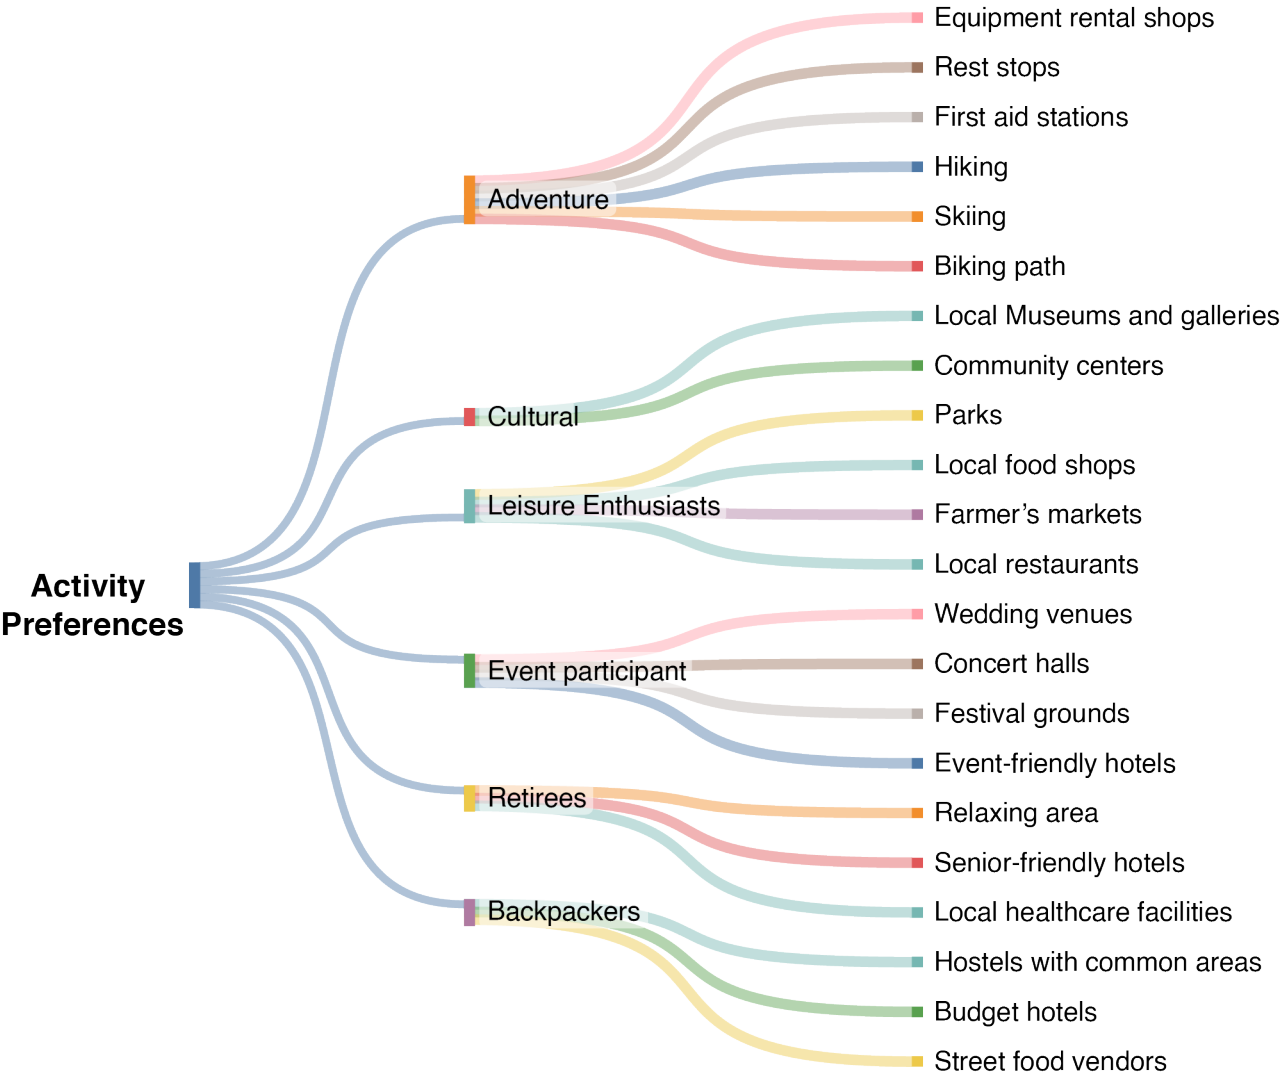 Activity
Preferences
Adventure
Equipment rental shops
Rest stops
First aid stations
Hiking
Skiing
Biking path
Cultural
Local Museums and galleries
Community centers
Leisure Enthusiasts
Parks
Local food shops
Farmer’s markets
Local restaurants
Event participant
Wedding venues
Concert halls
Festival grounds
Event-friendly hotels
Retirees
Relaxing area
Senior-friendly hotels
Local healthcare facilities
Backpackers
Hostels with common areas
Budget hotels
Street food vendors